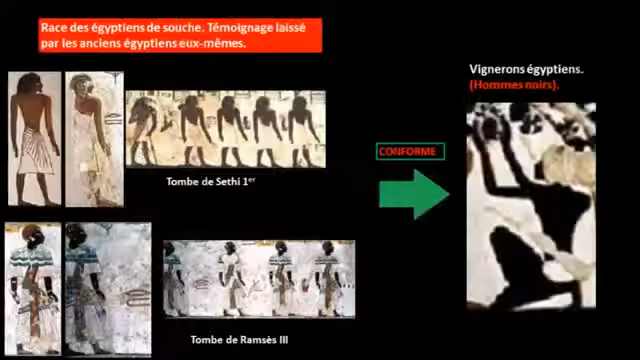 Race des égyptiens de souche. Témoignage laissé
par les anciens égyptiens eux-mêmes.
Vignerons égyptiens.
(Hommes noirs).
CONFORME
Tombe de Sethi 1er
Tombe de Ramsès III